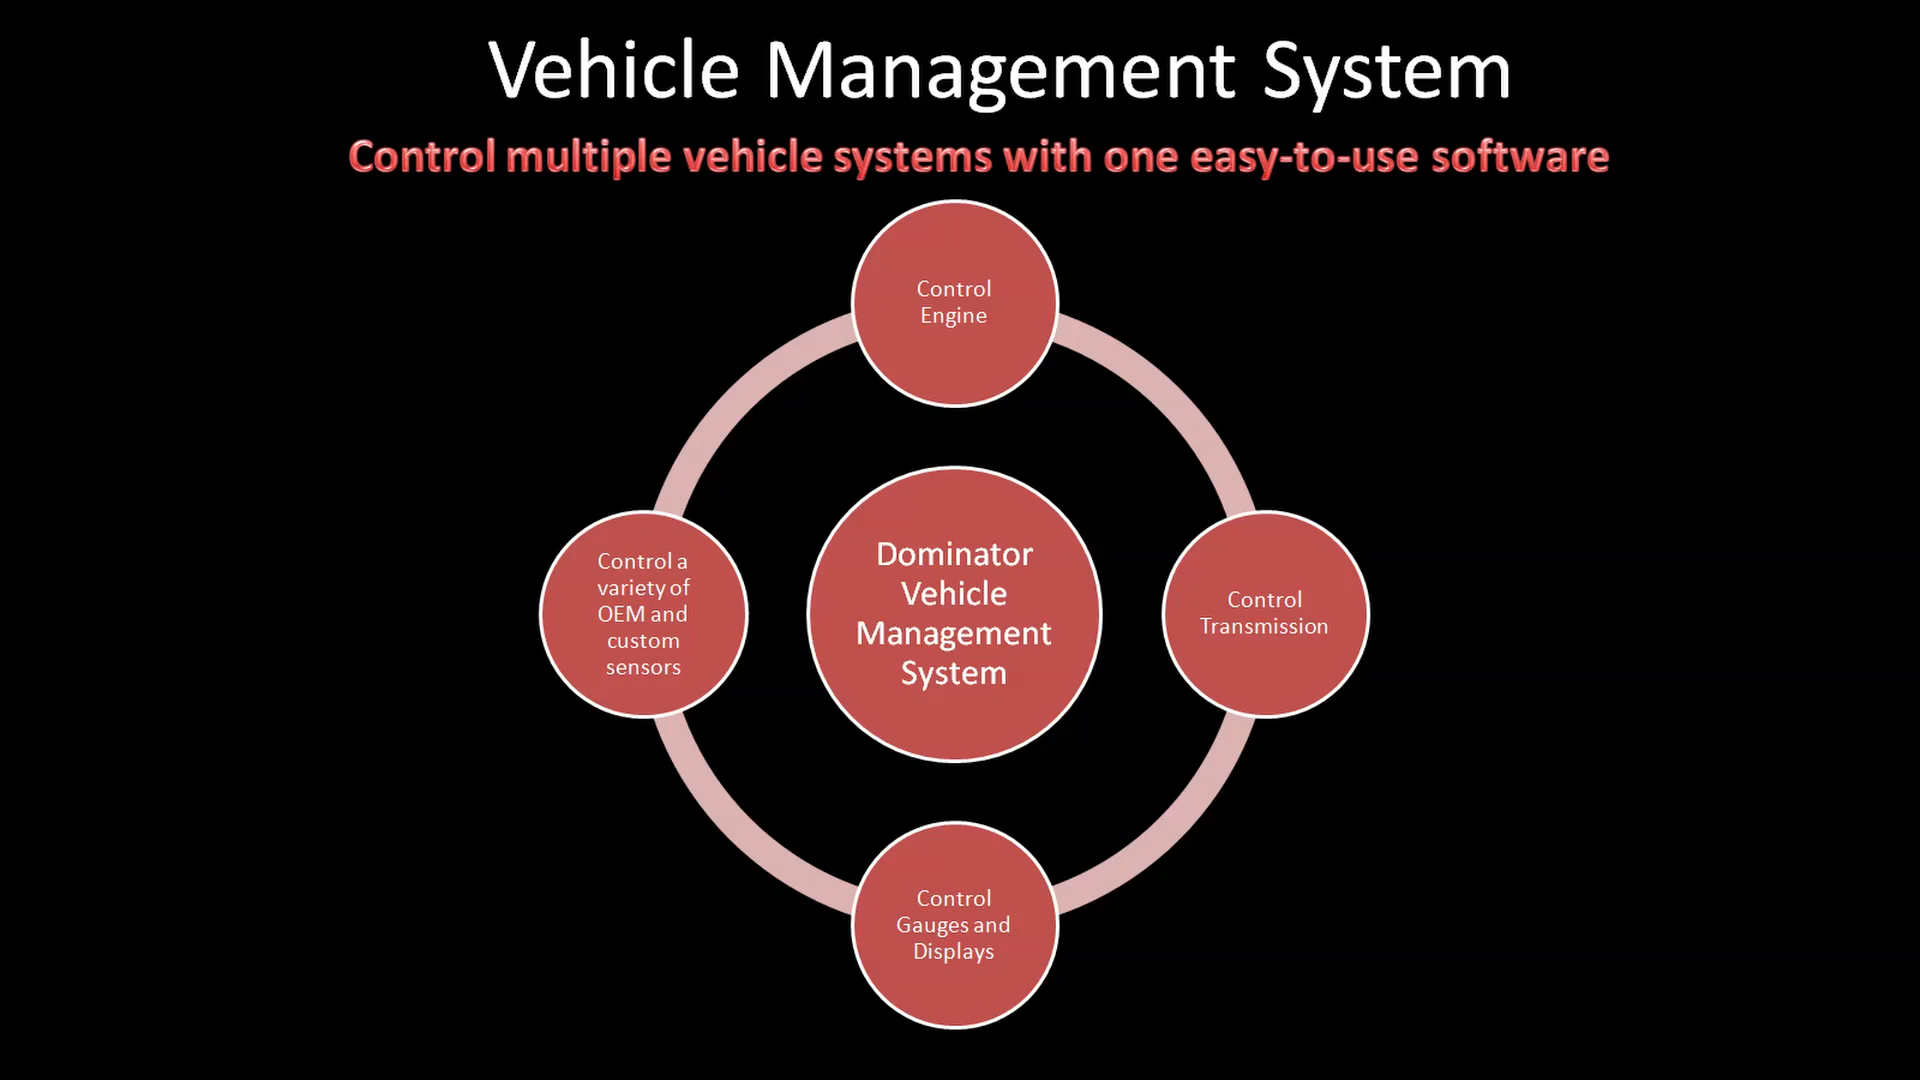 Vehicle Management System
Control multiple vehicle systems with one easy-to-use software
Control
Engine
Dominator
Vehicle
Management
System
Control
Transmission
Control
Gauges and
Displays
Control a
variety of
OEM and
custom
sensors